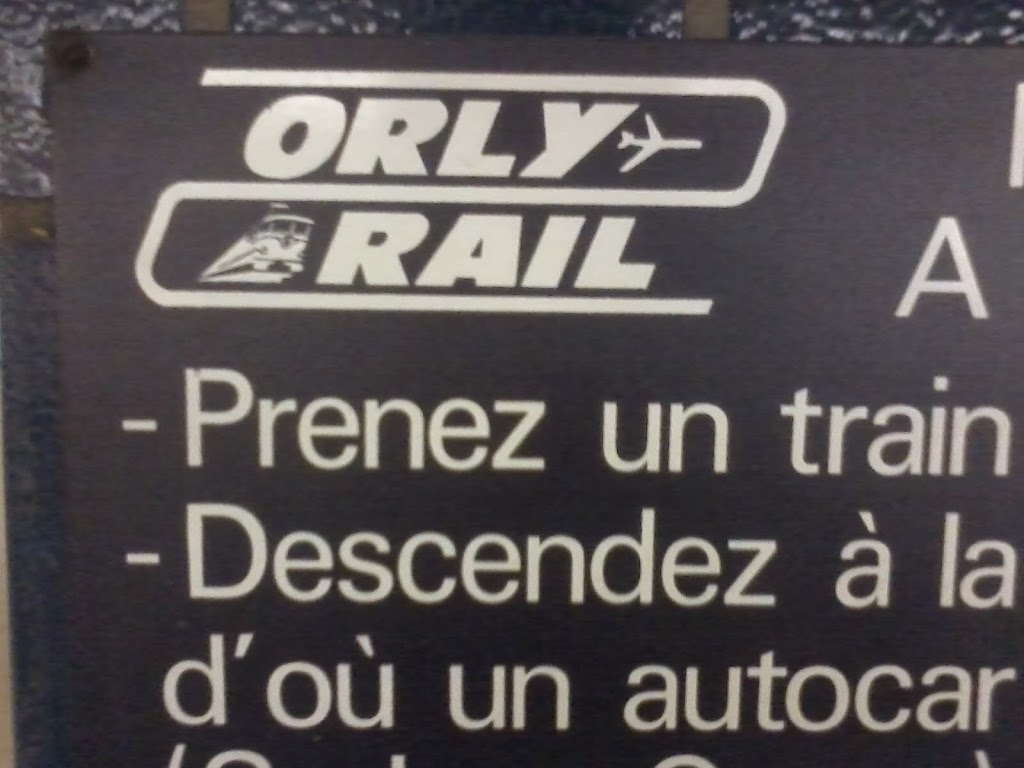 ORLY
RAIL
A
- Prenez un train
- Descendez à la
d'où un autocar